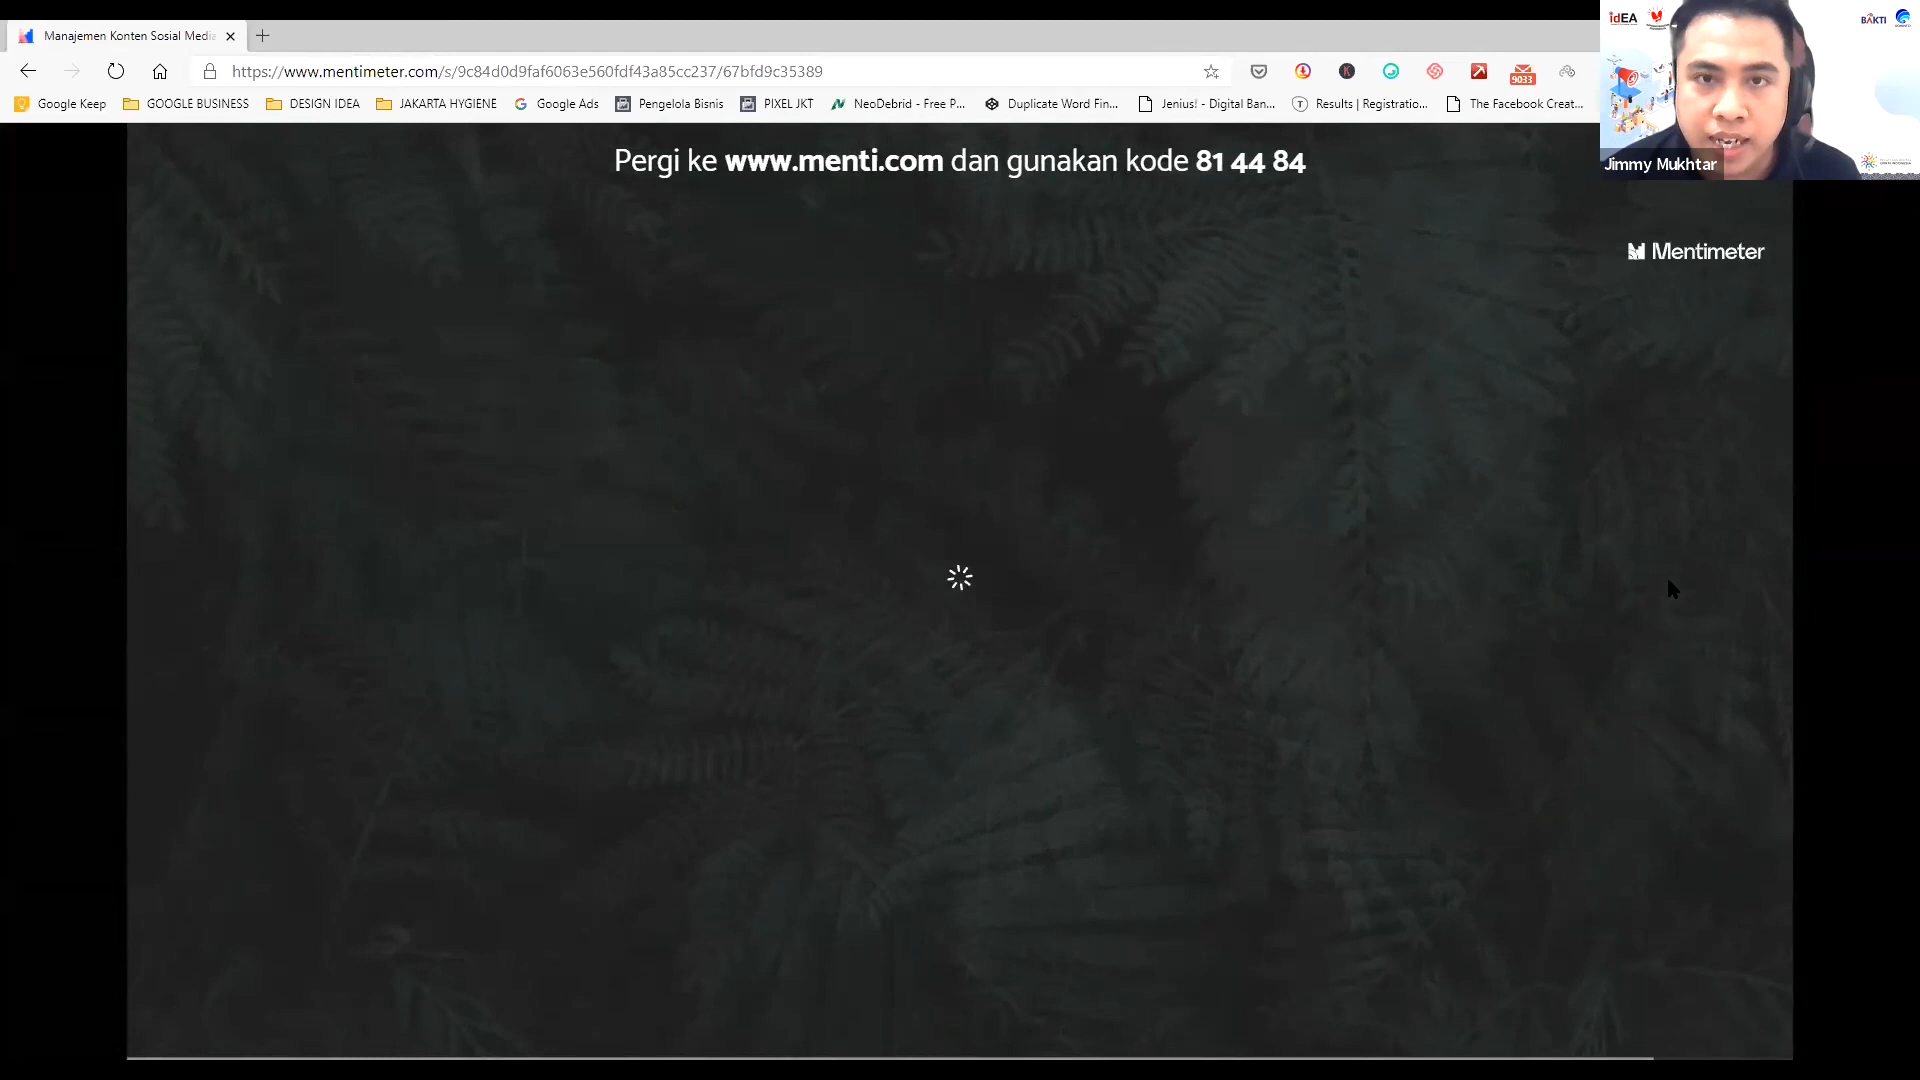 Manajemen Konten Sosial Media
https://www.mentimeter.com/s/9c84d0d9faf6063e560fdf43a85cc237/67bfd9c35389
9033
Google Keep GOOGLE BUSINESS DESIGN IDEA JAKARTA HYGIENE Google Ads Pengelola Bisnis PIXEL JKT NeoDebrid - Free P... Duplicate Word Fin... Jenius! - Digital Ban... Results | Registratio... The Facebook Creat...
idEA
BAKTI
Jimmy Mukhtar
Pergi ke www.menti.com dan gunakan kode 81 44 84
Mentimeter